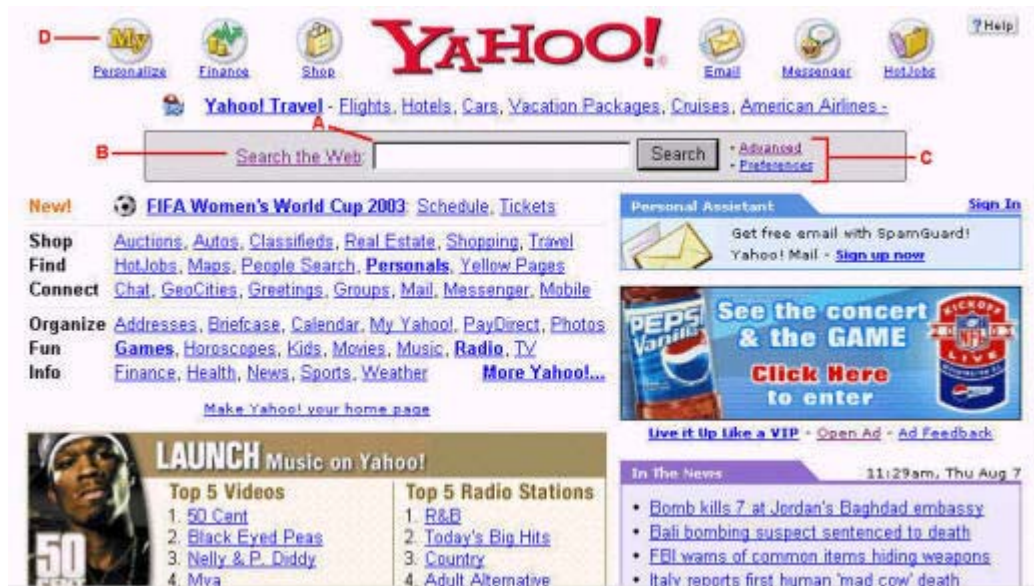 D
My
YAHOO!
?Help
Personalize Finance Shop Email Messenger HotJobs
Yahoo! Travel - Flights, Hotels, Cars, Vacation Packages, Cruises, American Airlines -
A
B
Search the Web: Search
· Advanced
· Preferences
C
New! FIFA Women's World Cup 2003: Schedule, Tickets
Shop Auctions, Autos, Classifieds, Real Estate, Shopping, Travel
Find HotJobs, Maps, People Search, Personals, Yellow Pages
Connect Chat, GeoCities, Greetings, Groups, Mail, Messenger, Mobile
Organize Addresses, Briefcase, Calendar, My Yahoo!, PayDirect, Photos
Fun Games, Horoscopes, Kids, Movies, Music, Radio, TV
Info Finance, Health, News, Sports, Weather More Yahoo!...
Make Yahoo! your home page
Personal Assistant Sign In
Get free email with SpamGuard!
Yahoo! Mail - Sign up now
PEPSI
Vanilla
See the concert
& the GAME
Click Here
to enter
KICKOFF
NFL
LIVE
Live it Up Like a VIP - Open Ad - Ad Feedback
LAUNCH Music on Yahoo!
50
CENT
Top 5 Videos
1. 50 Cent
2. Black Eyed Peas
3. Nelly & P. Diddy
4. Mya
Top 5 Radio Stations
1. R&B
2. Today's Big Hits
3. Country
4. Adult Alternative
In The News 11:29am, Thu Aug 7
• Bomb kills 7 at Jordan's Baghdad embassy
• Bali bombing suspect sentenced to death
• FBI warns of common items hiding weapons
• Italy reports first human 'mad cow' death